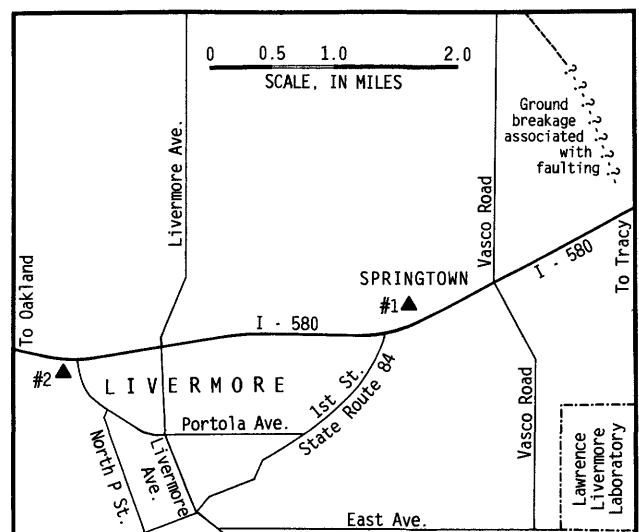 0 0.5 1.0 2.0
SCALE, IN MILES
Livermore Ave.
Vasco Road
?-?-?-?-?-?-?
Ground
breakage
associated
with
faulting
To Oakland
To Tracy
SPRINGTOWN
#1
I - 580
I - 580
#2
LIVERMORE
1st St.
State Route 84
Portola Ave.
North P St.
Livermore
Ave.
Vasco Road
Lawrence
Livermore
Laboratory
East Ave.